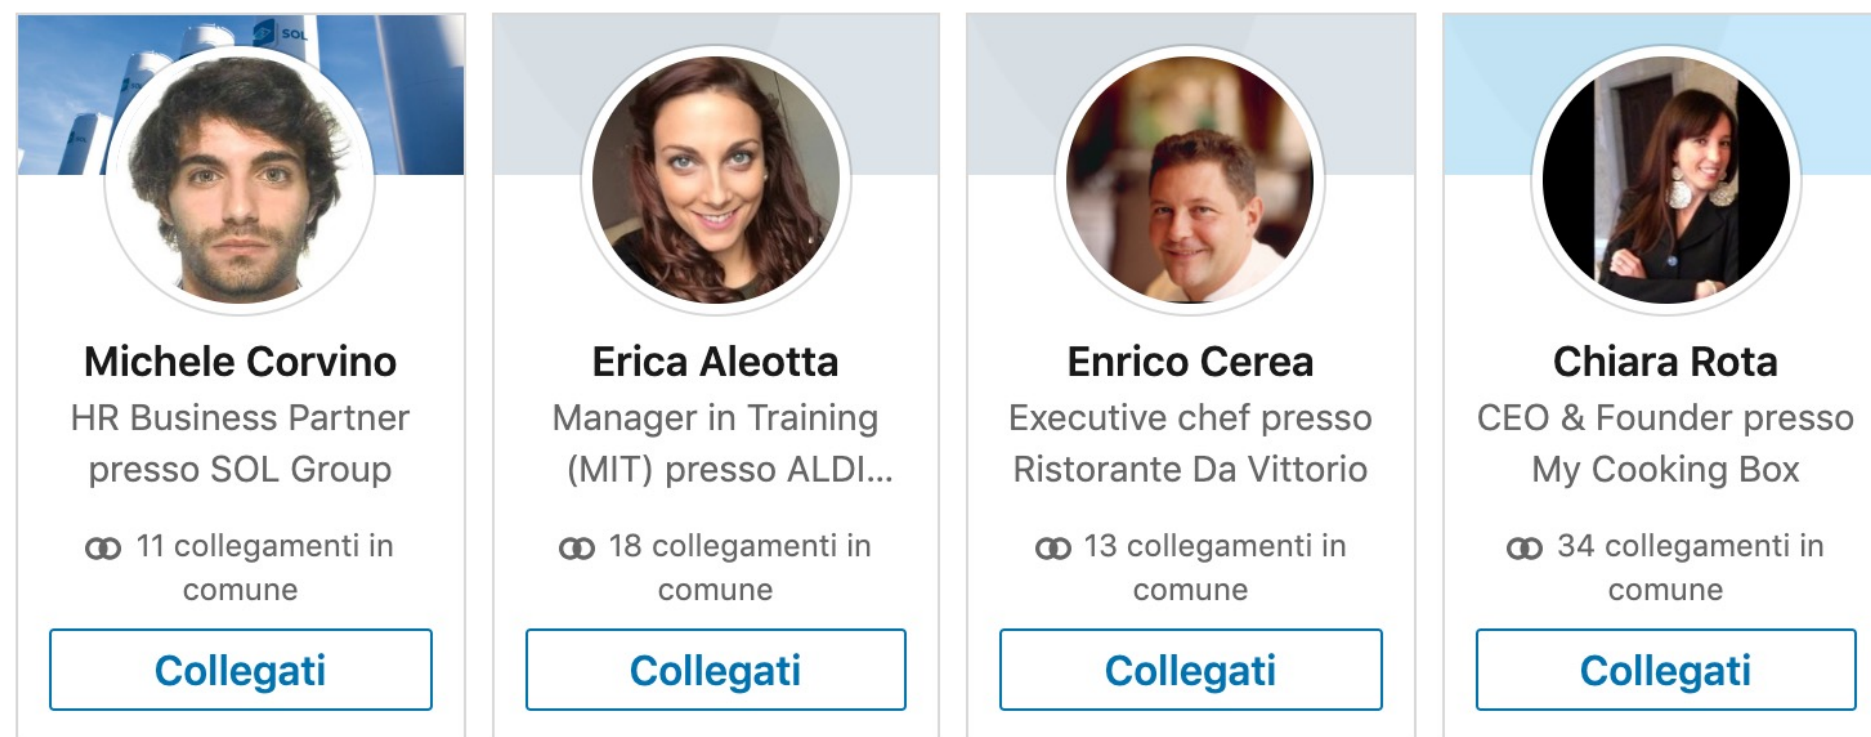 SOL
SOL
Michele Corvino
HR Business Partner
presso SOL Group
11 collegamenti in
comune
Collegati
Erica Aleotta
Manager in Training
(MIT) presso ALDI...
18 collegamenti in
comune
Collegati
Enrico Cerea
Executive chef presso
Ristorante Da Vittorio
13 collegamenti in
comune
Collegati
Chiara Rota
CEO & Founder presso
My Cooking Box
34 collegamenti in
comune
Collegati